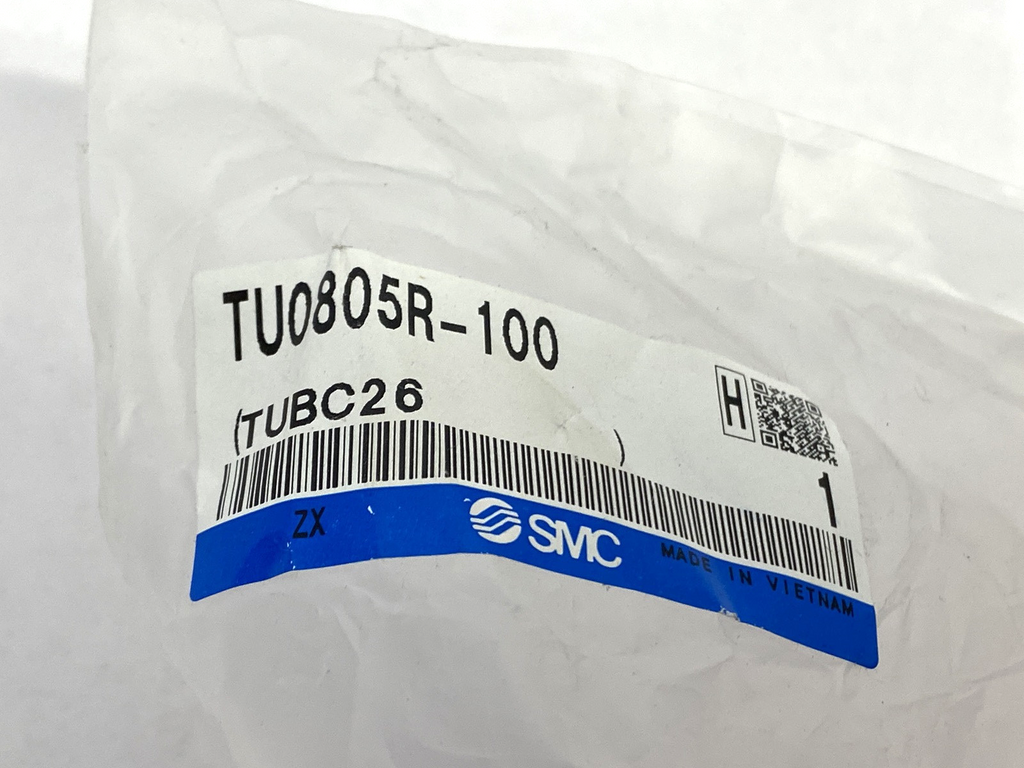 TU0805R-100
H
(TUBC26 )
1
ZX
SMC
MADE IN VIETNAM